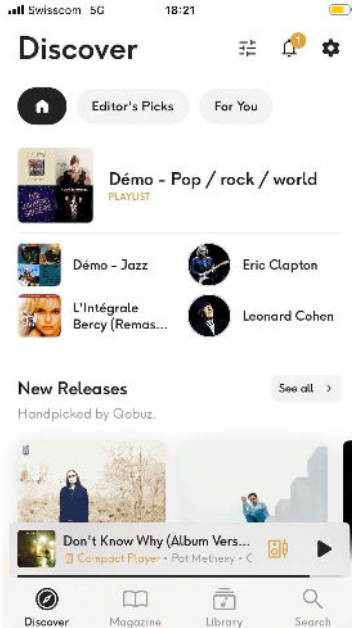 Swisscom 5G 18:21
Discover
1
Editor's Picks
For You
Démo - Pop / rock / world
PLAYLIST
Démo - Jazz
Eric Clapton
L'Intégrale
Bercy (Remas...
Leonard Cohen
New Releases
See all >
Handpicked by Qobuz.
Don't Know Why (Album Vers...
Compact Player • Pat Metheny • C
Discover
Magazine
Library
Search